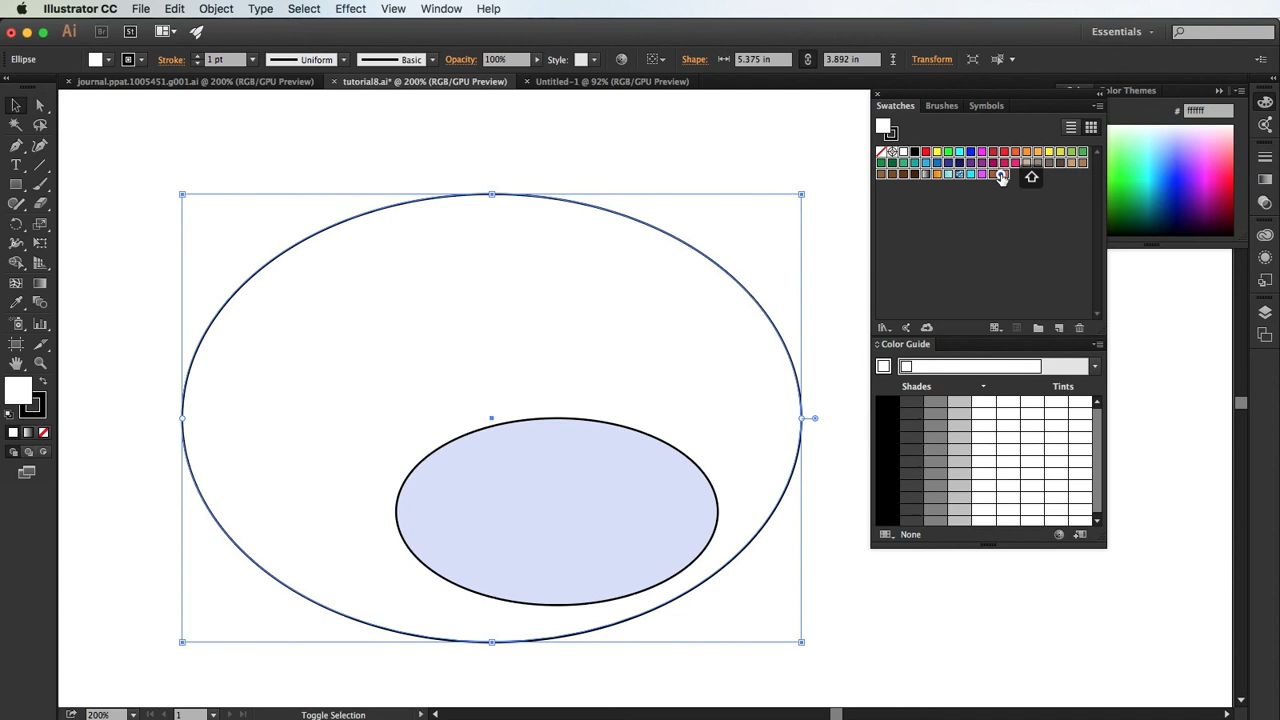 Illustrator CC File Edit Object Type Select Effect View Window Help
Ai Br St Essentials
Ellipse Stroke: 1 pt Uniform Basic Opacity: 100% Style: Shape: 5.375 in 3.892 in Transform
journal.ppat.1005451.g001.ai @ 200% (RGB/GPU Preview) tutorial8.ai* @ 200% (RGB/GPU Preview) Untitled-1 @ 92% (RGB/GPU Preview)
Color Themes
Swatches Brushes Symbols
# ffffff
Color Guide
Shades Tints
None
200% 1 Toggle Selection